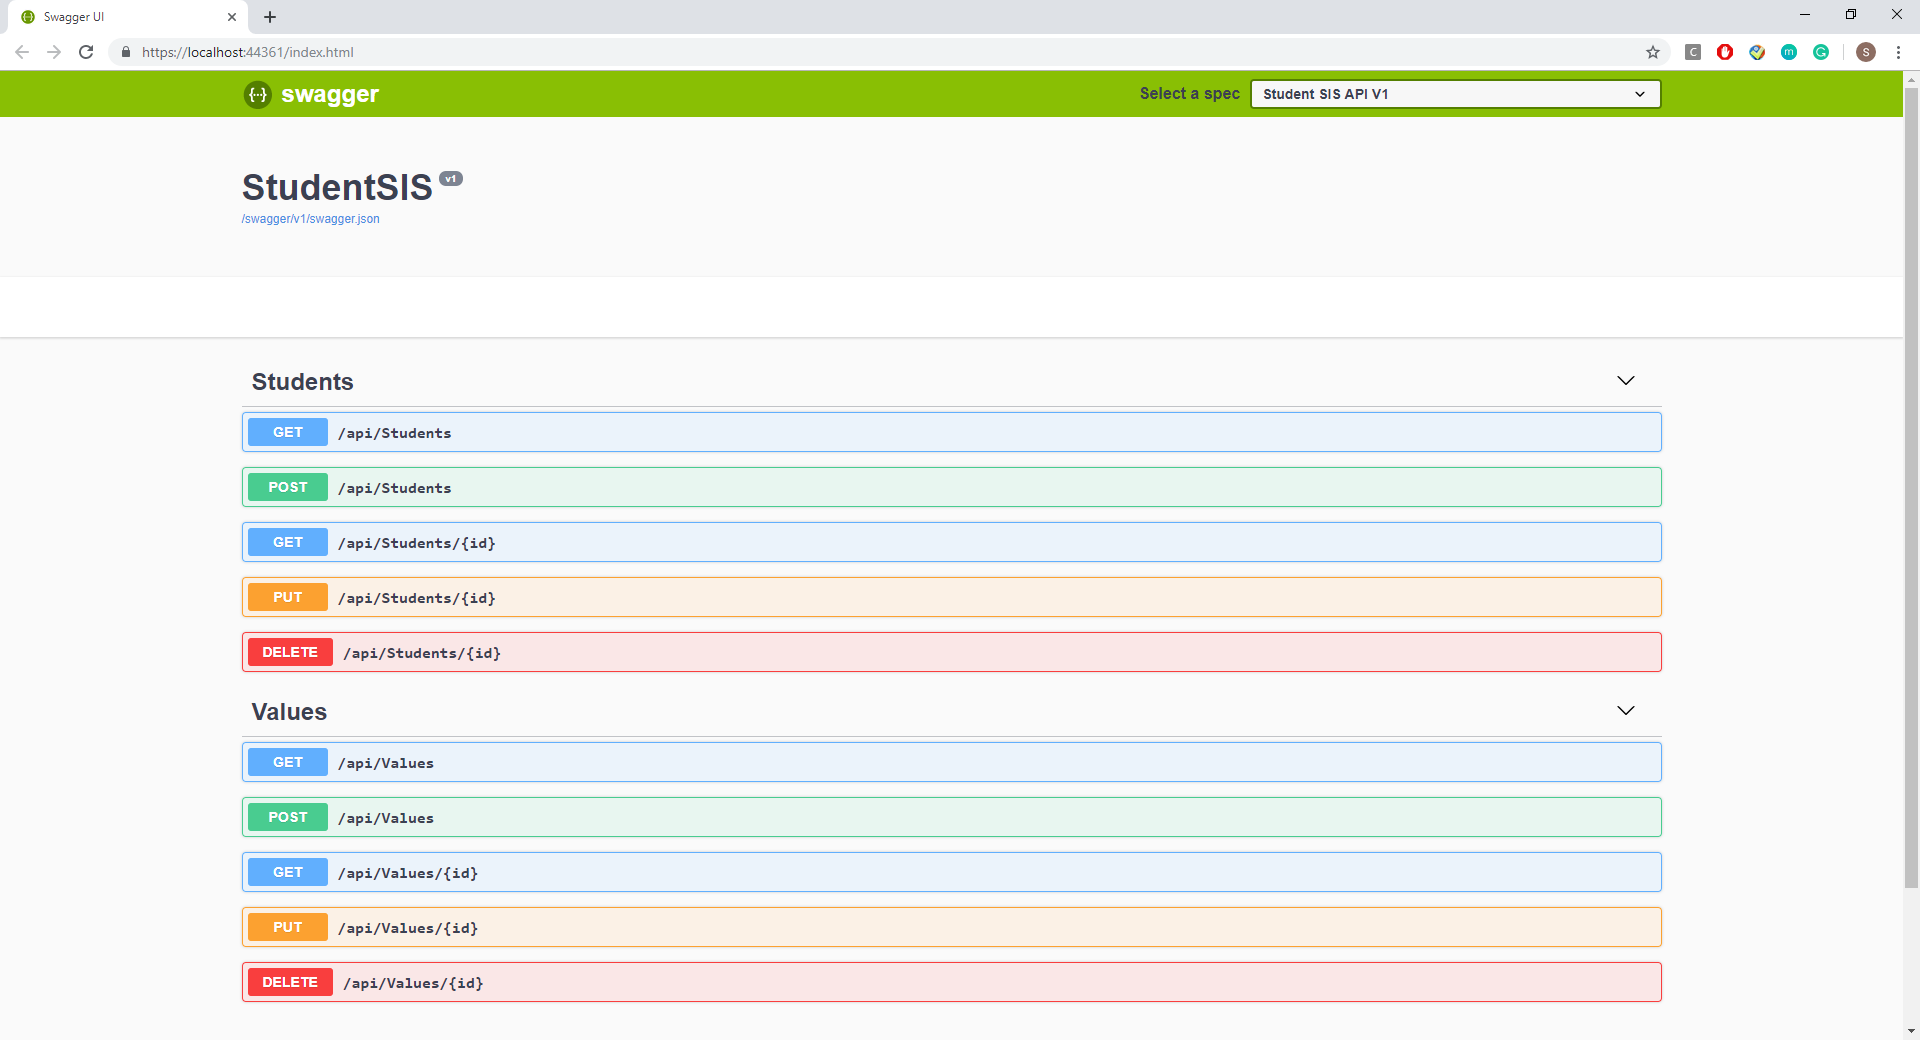 Swagger UI
https://localhost:44361/index.html
C
m
G
S
{···} swagger
Select a spec
Student SIS API V1
StudentSIS v1
/swagger/v1/swagger.json
Students
GET /api/Students
POST /api/Students
GET /api/Students/{id}
PUT /api/Students/{id}
DELETE /api/Students/{id}
Values
GET /api/Values
POST /api/Values
GET /api/Values/{id}
PUT /api/Values/{id}
DELETE /api/Values/{id}